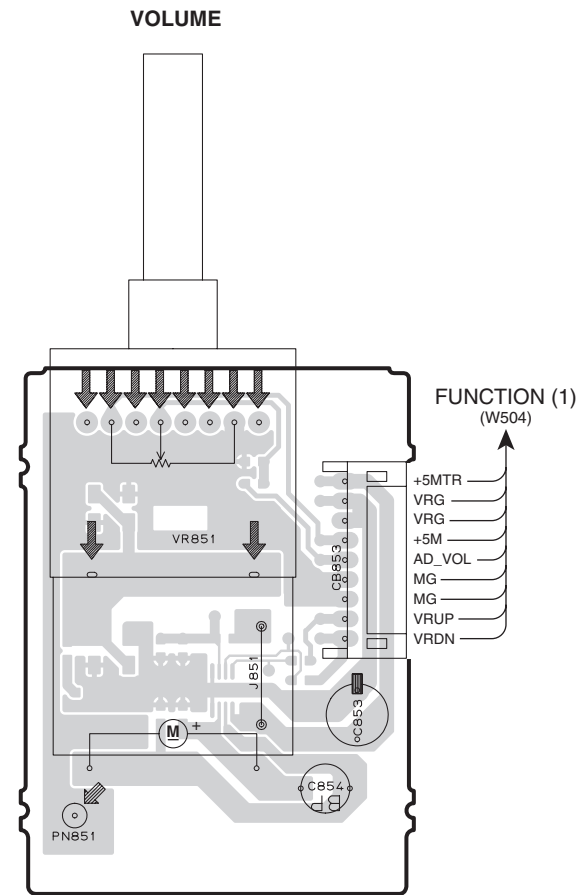 VOLUME
FUNCTION (1)
(W504)
+5MTR
VRG
VRG
+5M
AD_VOL
MG
MG
VRUP
VRDN
VR851
CB853
J851
C853
M +
C854
BP
PN851